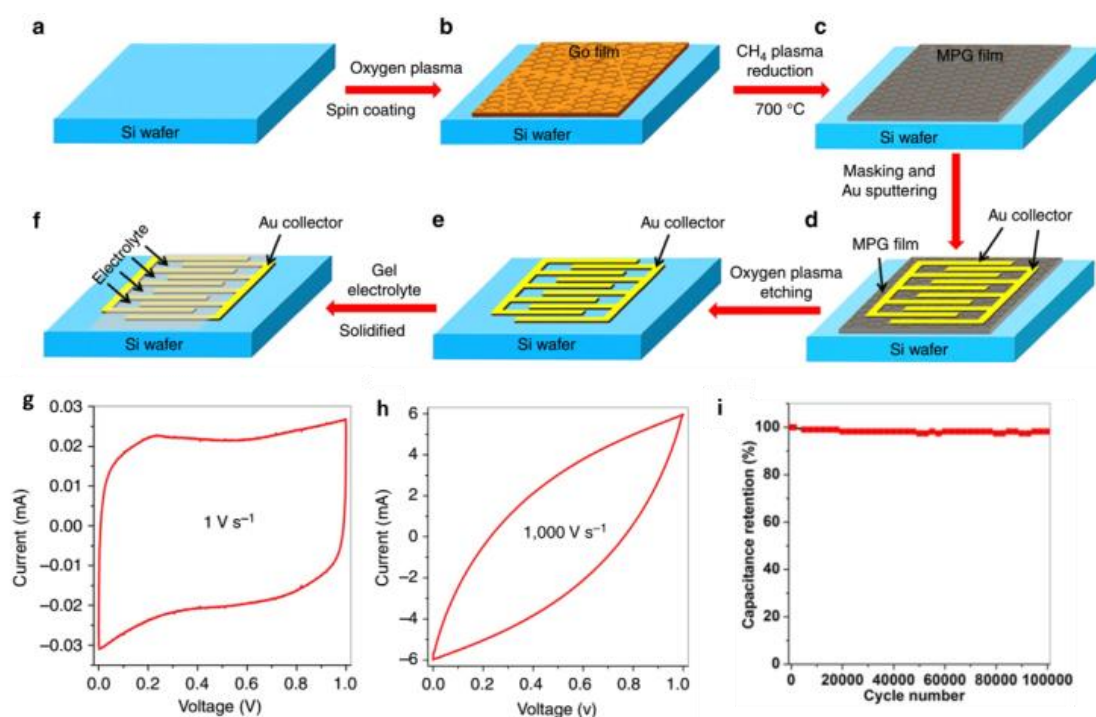 a
Si wafer
Oxygen plasma
Spin coating
b
Go film
Si wafer
CH₄ plasma
reduction
700 °C
c
MPG film
Si wafer
Masking and
Au sputtering
f
Electrolyte
Au collector
Si wafer
Gel
electrolyte
Solidified
e
Au collector
Si wafer
Oxygen plasma
etching
d
Au collector
MPG film
Si wafer
g
0.03
0.02
0.01
0.00
−0.01
−0.02
−0.03
Current (mA)
1 V s⁻¹
0.0 0.2 0.4 0.6 0.8 1.0
Voltage (V)
h
6
4
2
0
−2
−4
−6
Current (mA)
1,000 V s⁻¹
0.0 0.2 0.4 0.6 0.8 1.0
Voltage (v)
i
100
80
60
40
20
0
Capacitance retention (%)
0 20000 40000 60000 80000 100000
Cycle number